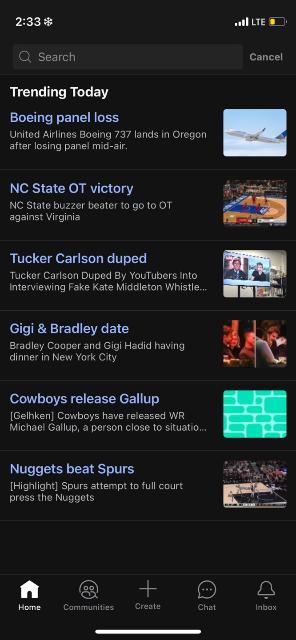 2:33 ❄ LTE
Search Cancel
Trending Today
Boeing panel loss
United Airlines Boeing 737 lands in Oregon
after losing panel mid-air.
NC State OT victory
NC State buzzer beater to go to OT
against Virginia
Tucker Carlson duped
Tucker Carlson Duped By YouTubers Into
Interviewing Fake Kate Middleton Whistle...
Gigi & Bradley date
Bradley Cooper and Gigi Hadid having
dinner in New York City
Cowboys release Gallup
[Gelhken] Cowboys have released WR
Michael Gallup, a person close to situatio...
Nuggets beat Spurs
[Highlight] Spurs attempt to full court
press the Nuggets
Home Communities Create Chat Inbox